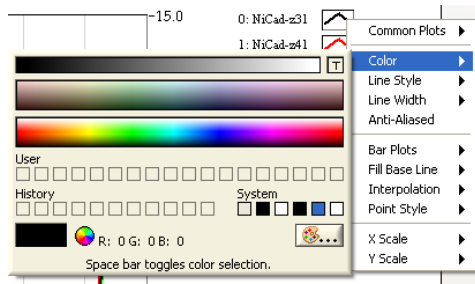 -15.0
0: NiCad-z31
1: NiCad-z41
Common Plots
Color
Line Style
Line Width
Anti-Aliased
Bar Plots
Fill Base Line
Interpolation
Point Style
X Scale
Y Scale
T
User
History
System
R: 0 G: 0 B: 0
...
Space bar toggles color selection.